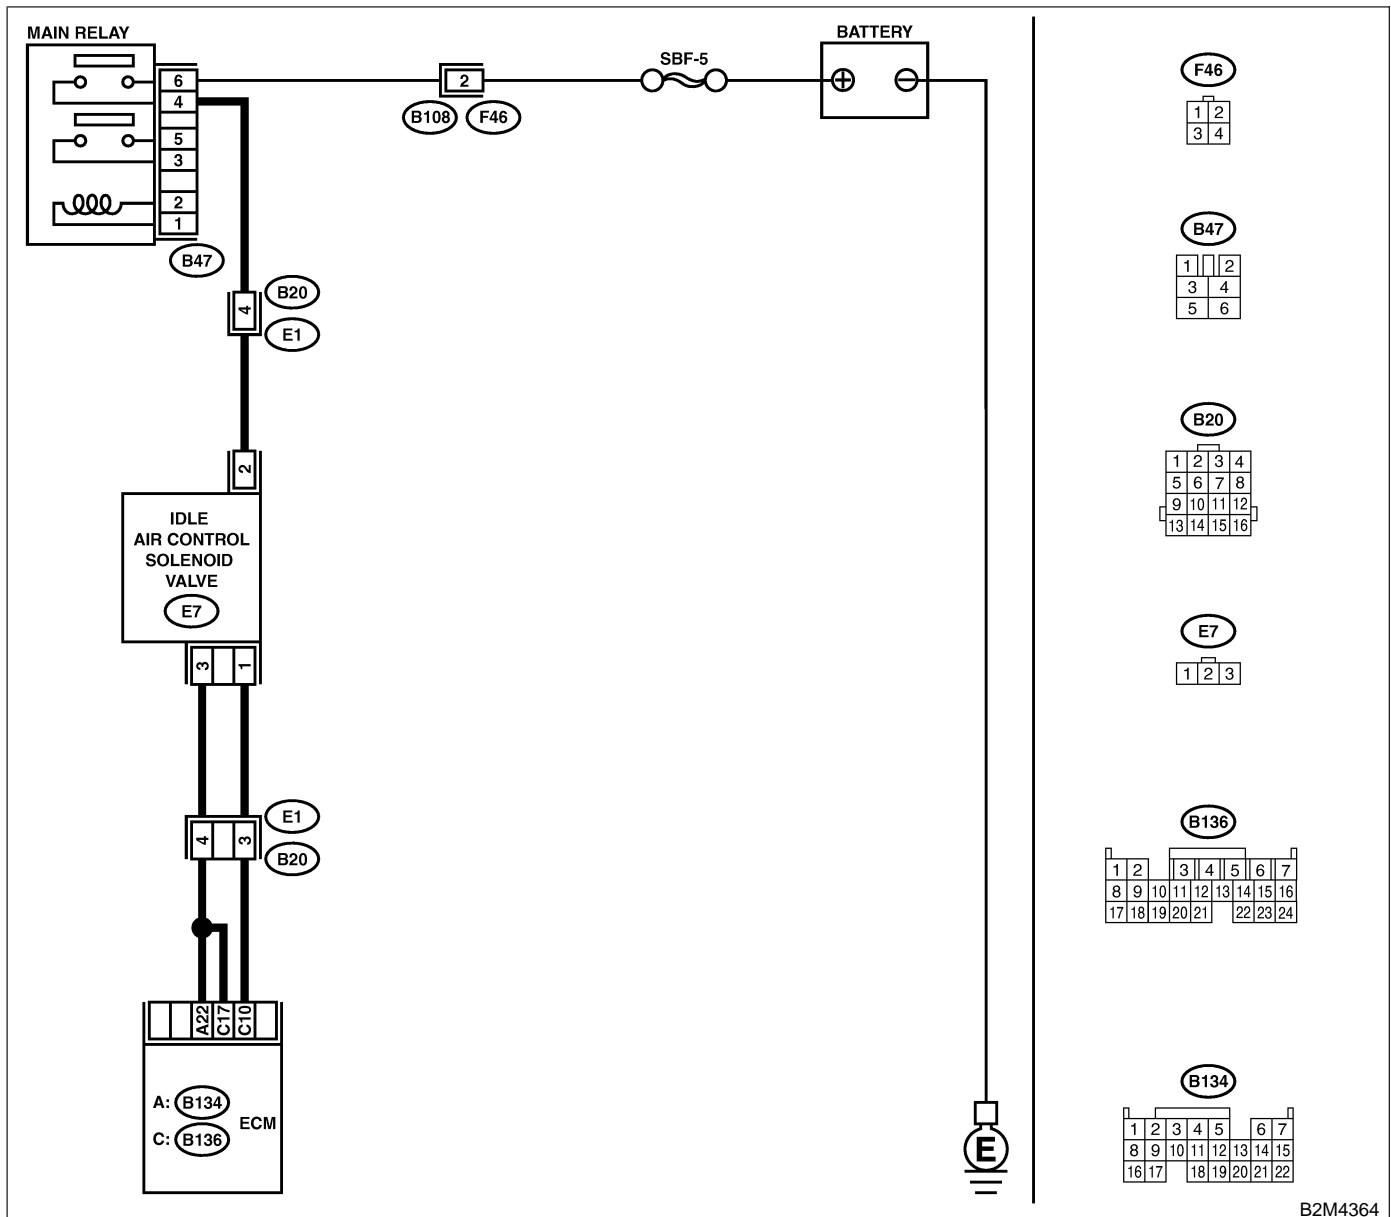 MAIN RELAY
6
4
5
3
2
1
B47
2
B108 F46
SBF-5
BATTERY
+ −
B20
4
E1
2
IDLE
AIR CONTROL
SOLENOID
VALVE
E7
3 1
E1
4 3
B20
A22 C17 C10
A: B134
C: B136
ECM
E
F46
1 2
3 4
B47
1 2
3 4
5 6
B20
1 2 3 4
5 6 7 8
9 10 11 12
13 14 15 16
E7
1 2 3
B136
1 2 3 4 5 6 7
8 9 10 11 12 13 14 15 16
17 18 19 20 21 22 23 24
B134
1 2 3 4 5 6 7
8 9 10 11 12 13 14 15
16 17 18 19 20 21 22
B2M4364